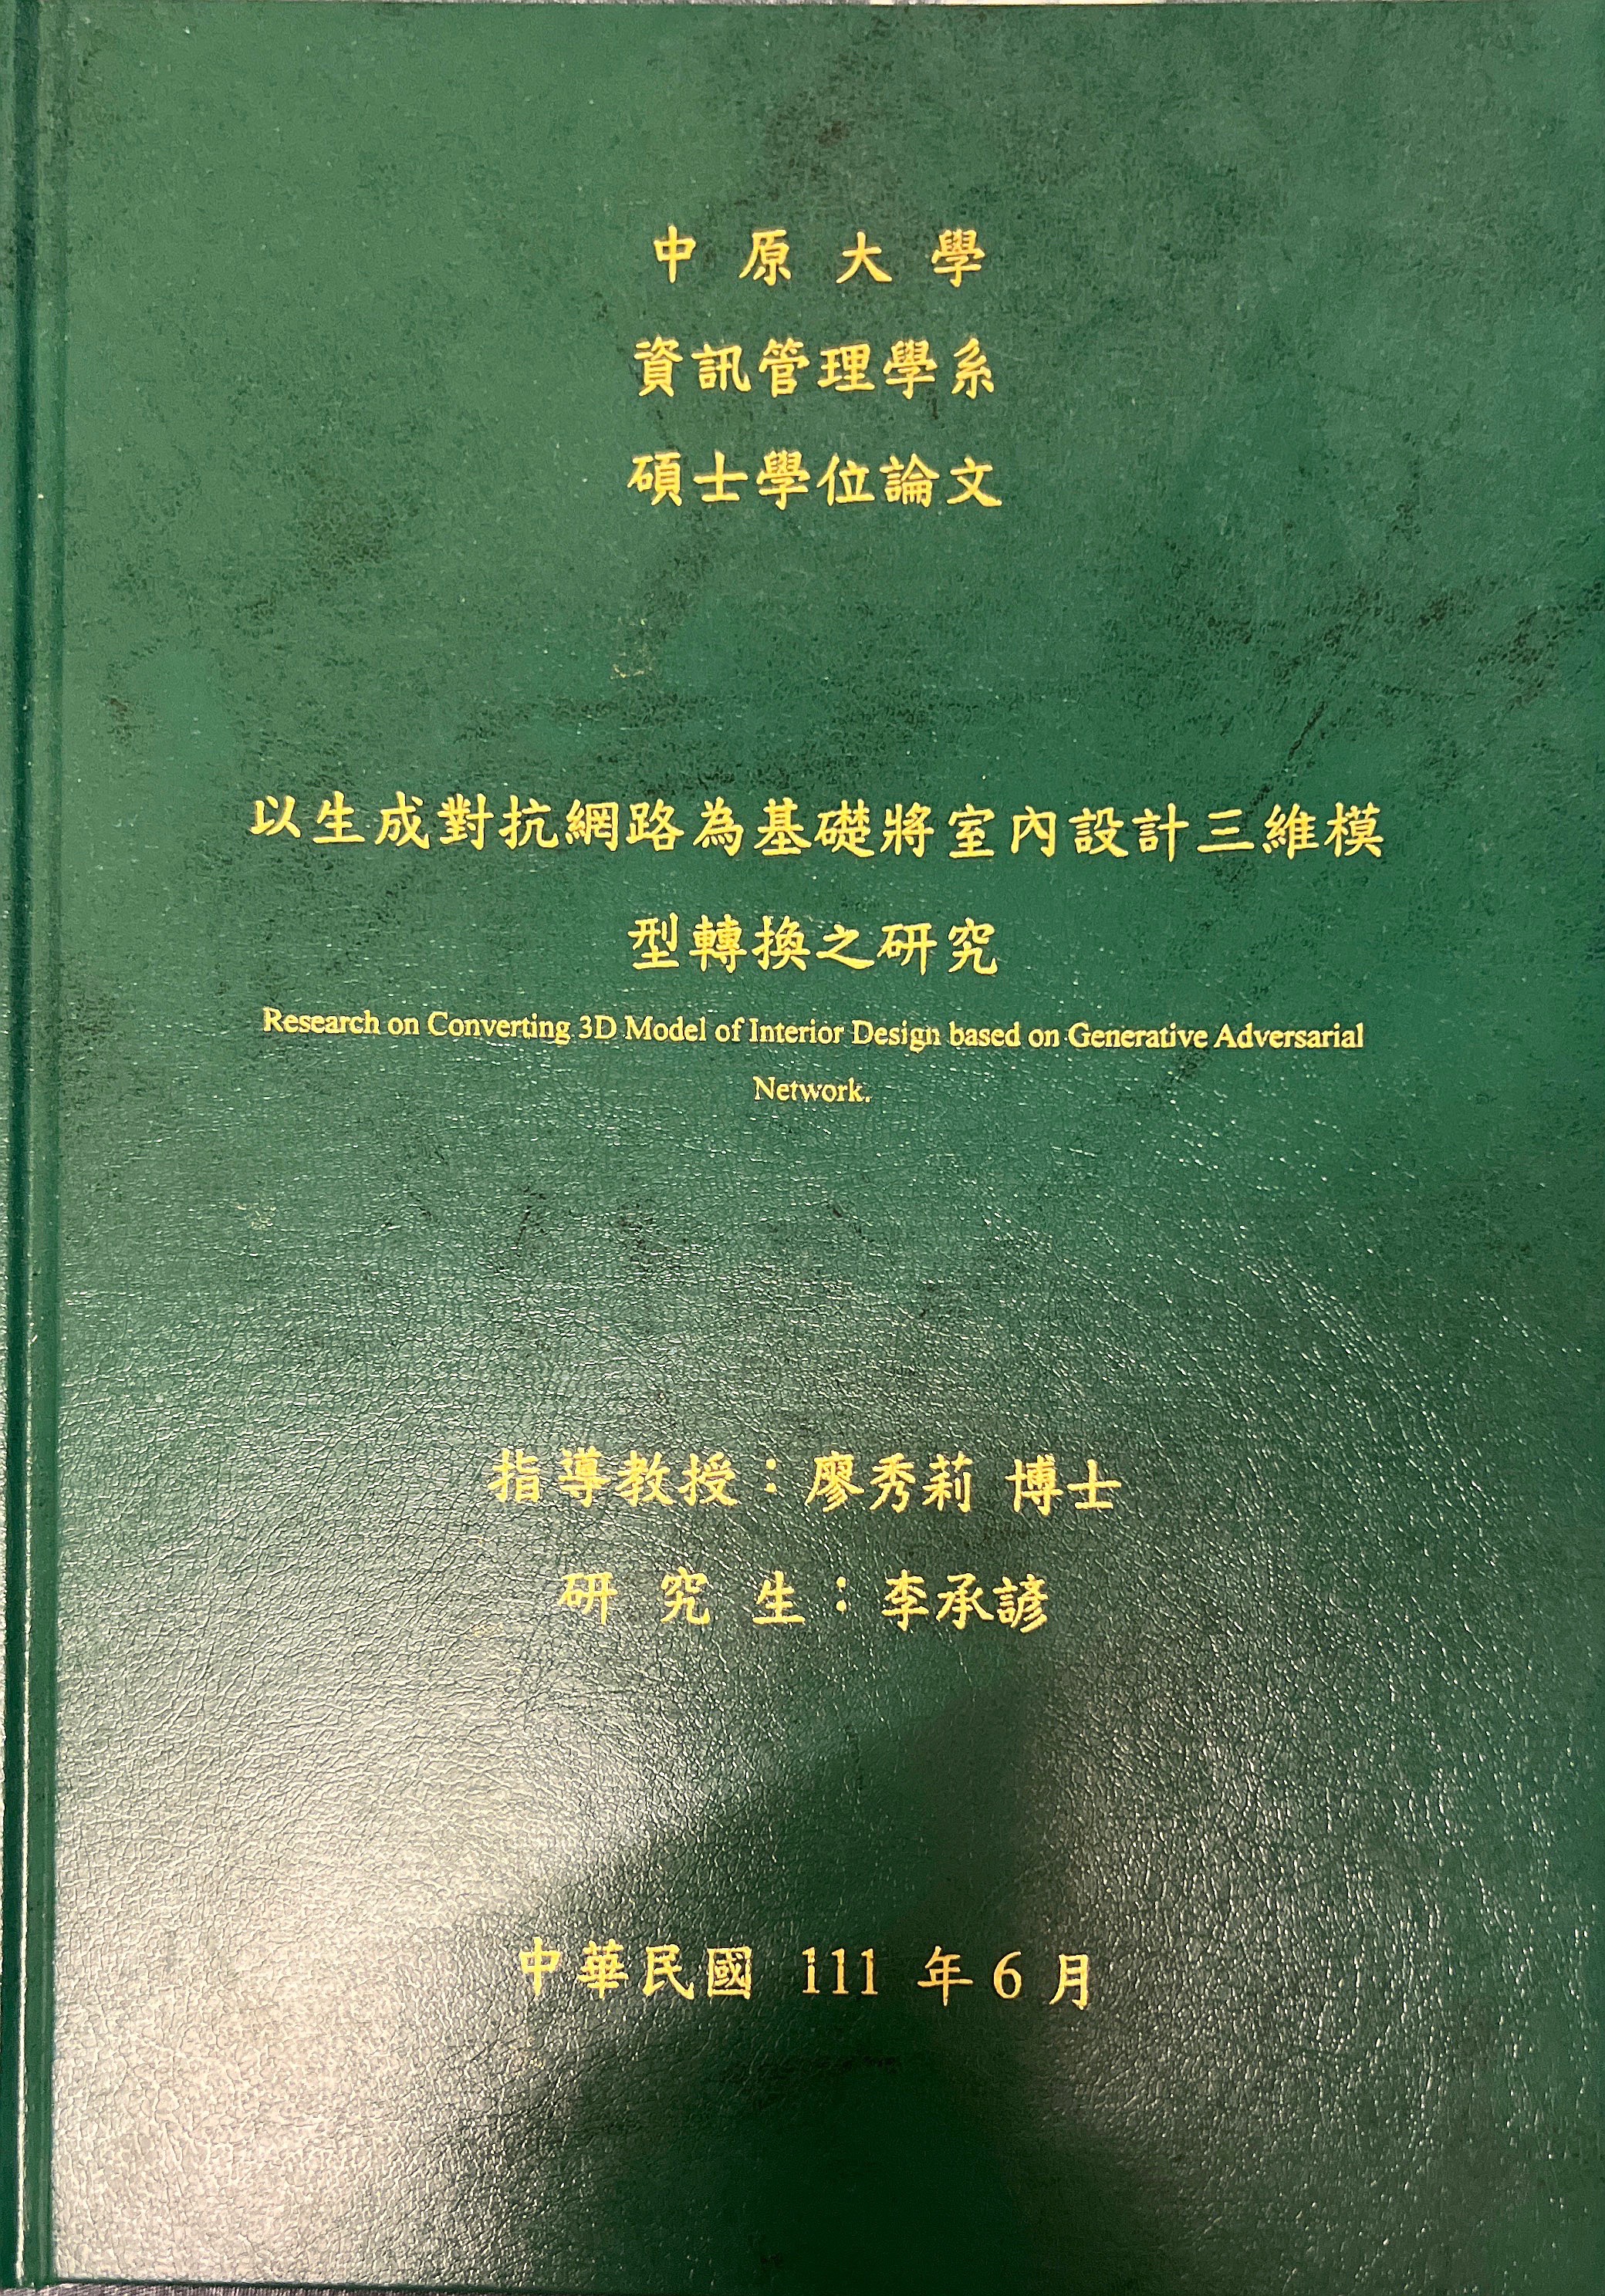 中原大學
資訊管理學系
碩士學位論文
以生成對抗網路為基礎將室內設計三維模
型轉換之研究
Research on Converting 3D Model of Interior Design based on Generative Adversarial
Network.
指導教授：廖秀莉 博士
研究生：李承諺
中華民國 111 年 6 月